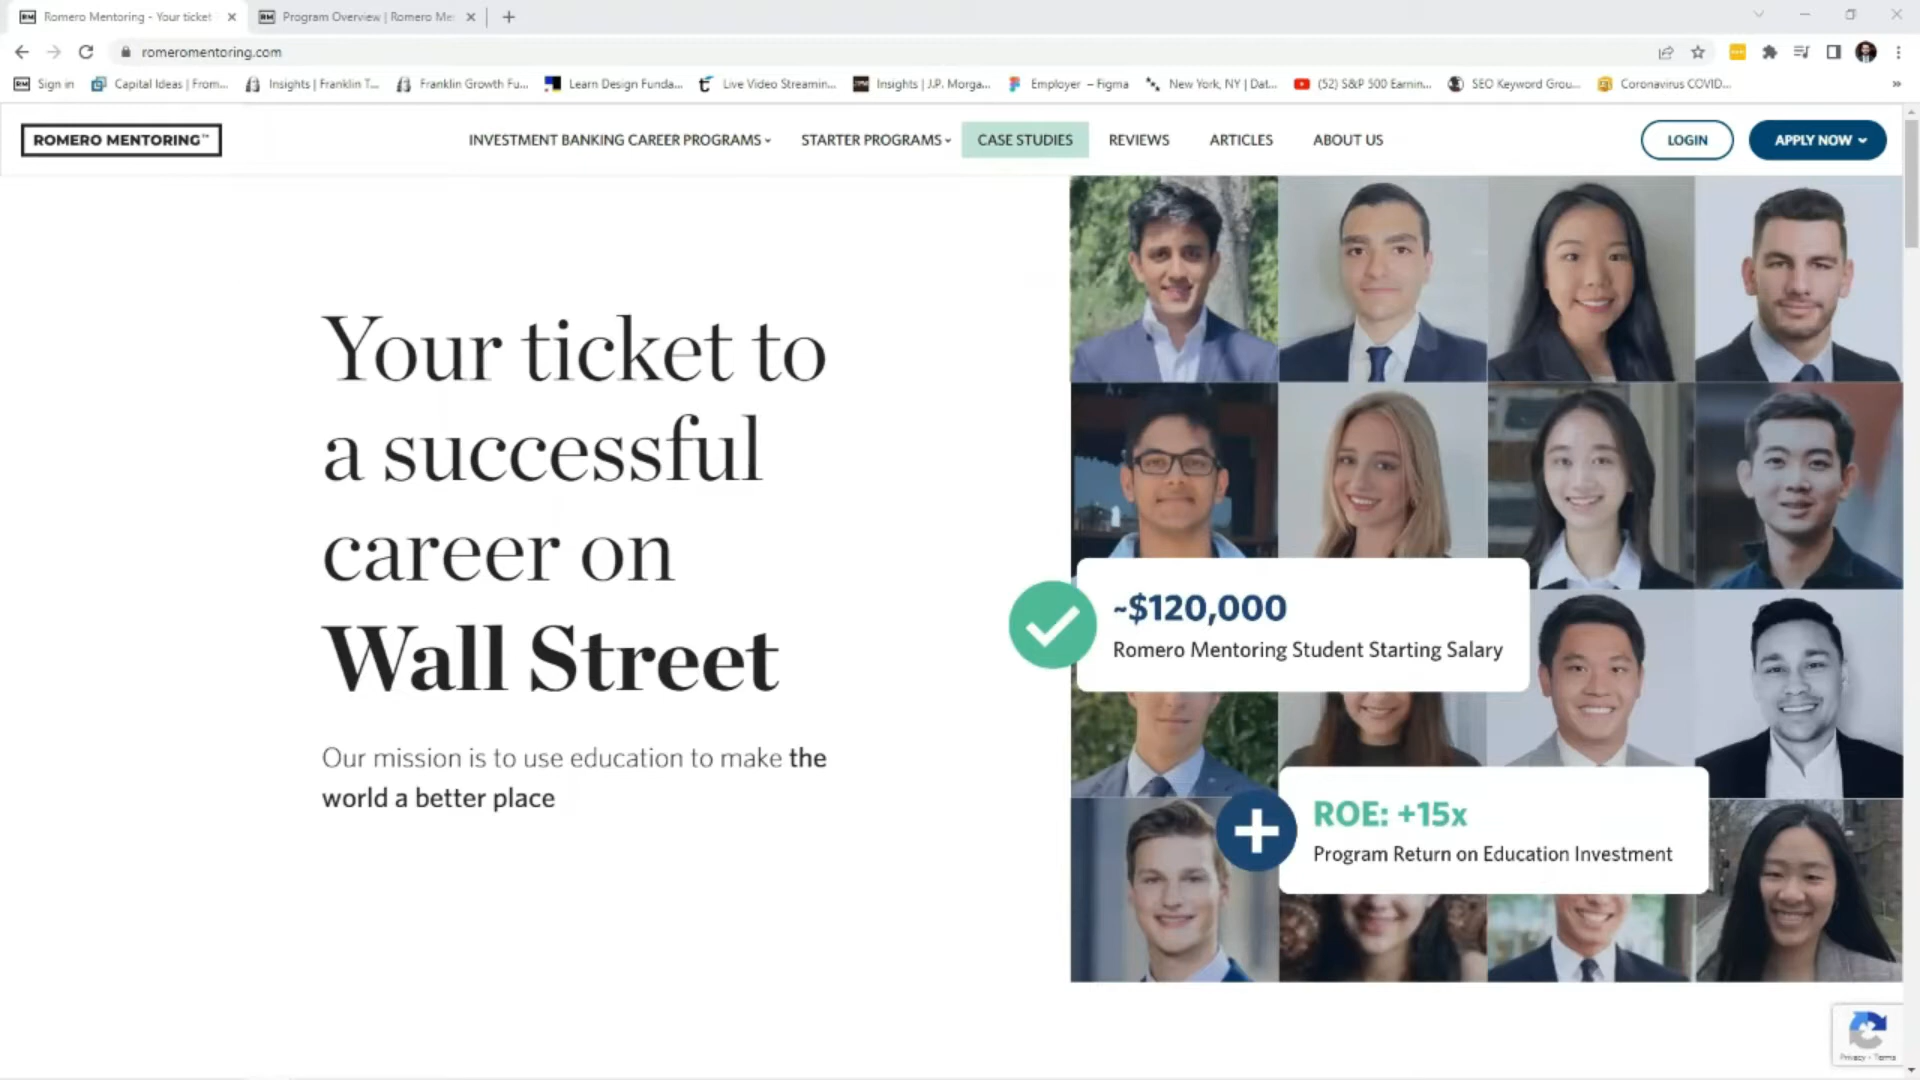 Romero Mentoring - Your ticket
Program Overview | Romero Me
romeromentoring.com
Sign in
Capital Ideas | From...
Insights | Franklin T...
Franklin Growth Fu...
Learn Design Funda...
Live Video Streamin...
Insights | J.P. Morga...
Employer – Figma
New York, NY | Dat...
(52) S&P 500 Earnin...
SEO Keyword Grou...
Coronavirus COVID...
ROMERO MENTORING™
INVESTMENT BANKING CAREER PROGRAMS
STARTER PROGRAMS
CASE STUDIES
REVIEWS
ARTICLES
ABOUT US
LOGIN
APPLY NOW
Your ticket to
a successful
career on
Wall Street
Our mission is to use education to make the
world a better place
~$120,000
Romero Mentoring Student Starting Salary
ROE: +15x
Program Return on Education Investment
Privacy - Terms